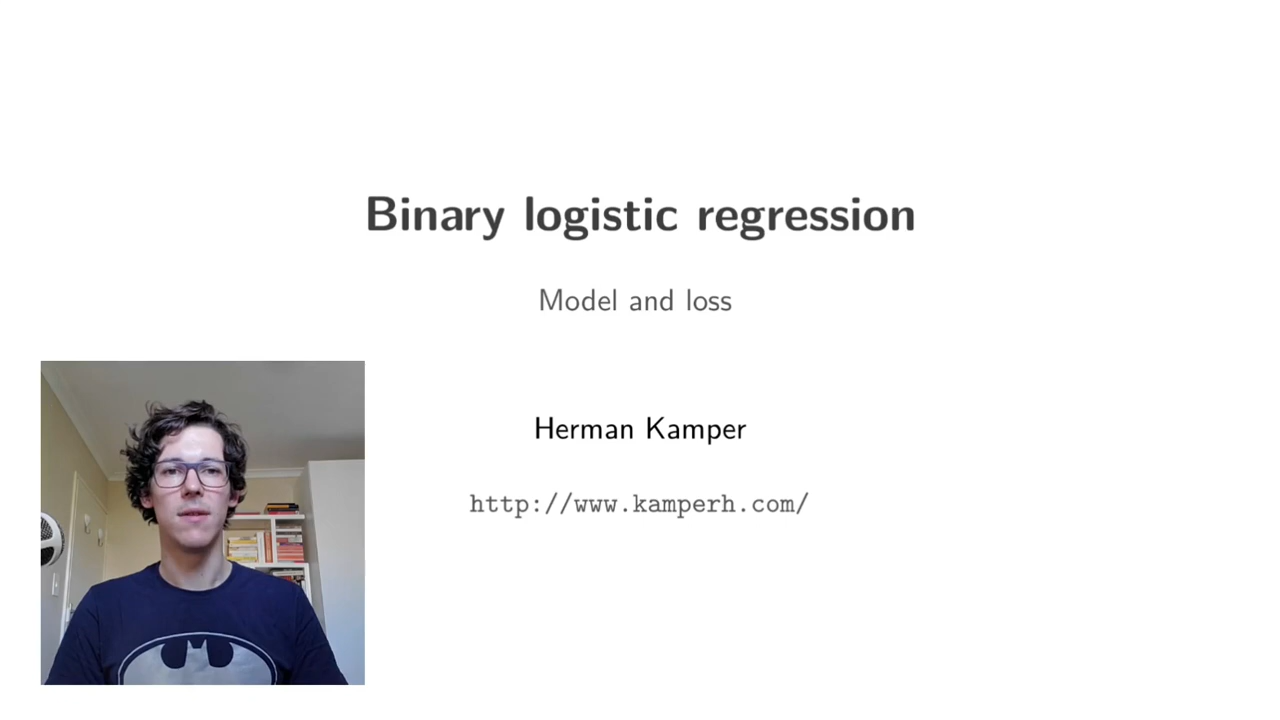 Binary logistic regression
Model and loss
Herman Kamper
http://www.kamperh.com/